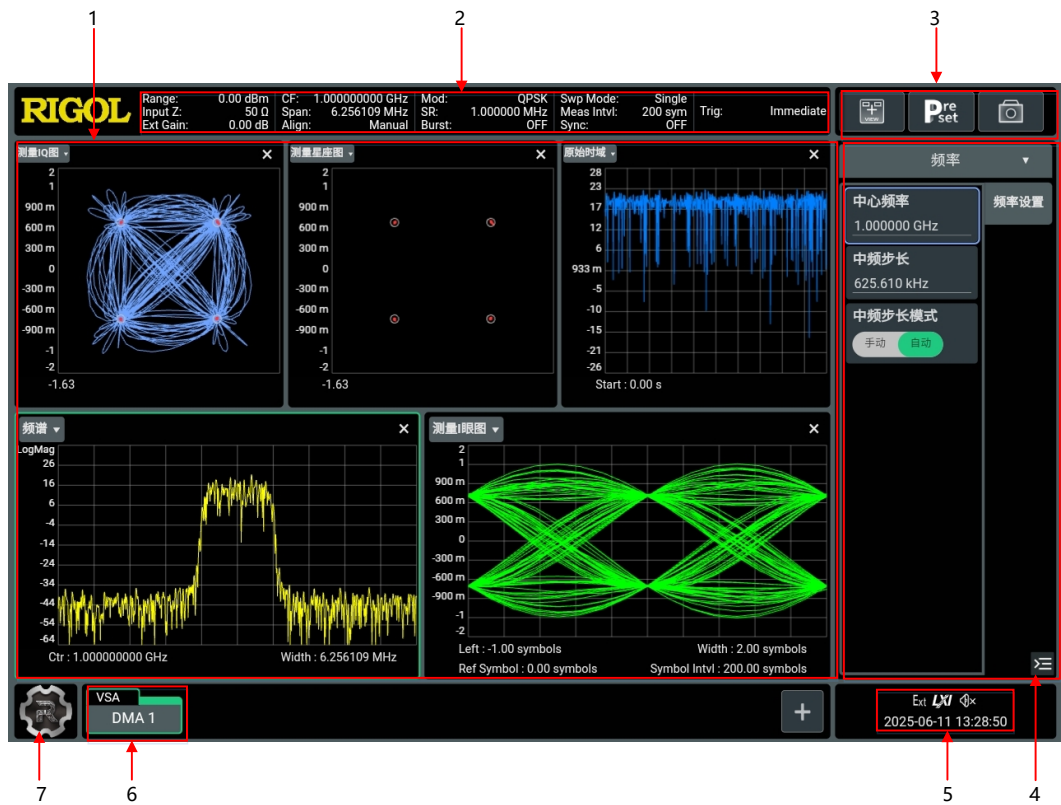 1 2 3
RIGOL
Range: 0.00 dBm CF: 1.000000000 GHz Mod: QPSK Swp Mode: Single
Input Z: 50 Ω Span: 6.256109 MHz SR: 1.000000 MHz Meas Intvl: 200 sym Trig: Immediate
Ext Gain: 0.00 dB Align: Manual Burst: OFF Sync: OFF
VIEW
Preset
测量IQ图
2
1
900 m
600 m
300 m
0
-300 m
-600 m
-900 m
-1
-2
-1.63
测量星座图
2
1
900 m
600 m
300 m
0
-300 m
-600 m
-900 m
-1
-2
-1.63
原始时域
28
23
17
12
6
933 m
-5
-10
-15
-21
-26
Start : 0.00 s
频率
中心频率
1.000000 GHz
中频步长
625.610 kHz
中频步长模式
手动 自动
频率设置
频谱
LogMag
26
16
6
-4
-14
-24
-34
-44
-54
-64
Ctr : 1.000000000 GHz Width : 6.256109 MHz
测量I眼图
2
1
900 m
600 m
300 m
0
-300 m
-600 m
-900 m
-1
-2
Left : -1.00 symbols Width : 2.00 symbols
Ref Symbol : 0.00 symbols Symbol Intvl : 200.00 symbols
VSA
DMA 1
Ext LXI
2025-06-11 13:28:50
7 6 5 4